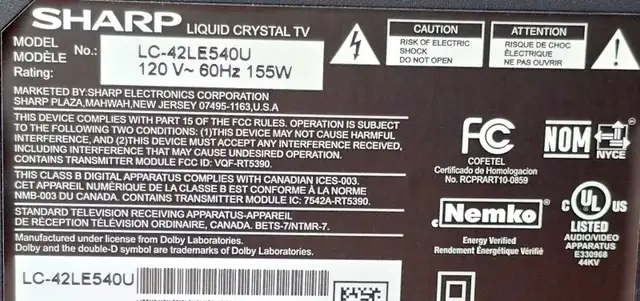 SHARP LIQUID CRYSTAL TV
MODEL No.: LC-42LE540U
MODÈLE
Rating: 120 V~ 60Hz 155W
CAUTION
RISK OF ELECTRIC
SHOCK
DO NOT OPEN.
ATTENTION
RISQUE DE CHOC
ÉLECTRIQUE
NE PAS OUVRIR.
MARKETED BY:SHARP ELECTRONICS CORPORATION
SHARP PLAZA,MAHWAH,NEW JERSEY 07495-1163,U.S.A
THIS DEVICE COMPLIES WITH PART 15 OF THE FCC RULES. OPERATION IS SUBJECT
TO THE FOLLOWING TWO CONDITIONS: (1)THIS DEVICE MAY NOT CAUSE HARMFUL
INTERFERENCE, AND (2)THIS DEVICE MUST ACCEPT ANY INTERFERENCE RECEIVED,
INCLUDING INTERFERENCE THAT MAY CAUSE UNDESIRED OPERATION.
CONTAINS TRANSMITTER MODULE FCC ID: VQF-RT5390.
THIS CLASS B DIGITAL APPARATUS COMPLIES WITH CANADIAN ICES-003.
CET APPAREIL NUMÉRIQUE DE LA CLASSE B EST CONFORME À LA NORME
NMB-003 DU CANADA. CONTAINS TRANSMITTER MODULE IC: 7542A-RT5390.
STANDARD TELEVISION RECEIVING APPARATUS-APPAREIL
DE RÉCEPTION TÉLÉVISION ORDINAIRE, CANADA. BETS-7/NTMR-7.
Manufactured under license from Dolby Laboratories.
Dolby and the double-D symbol are trademarks of Dolby Laboratories.
LC-42LE540U
FC
COFETEL
Certificado de Homologacion
No. RCPRART10-0859
NOM
NYCE
c Nemko
Energy Verified
Rendement Énergétique Vérifié
c UL us
LISTED
AUDIO/VIDEO
APPARATUS
E330968
44KV